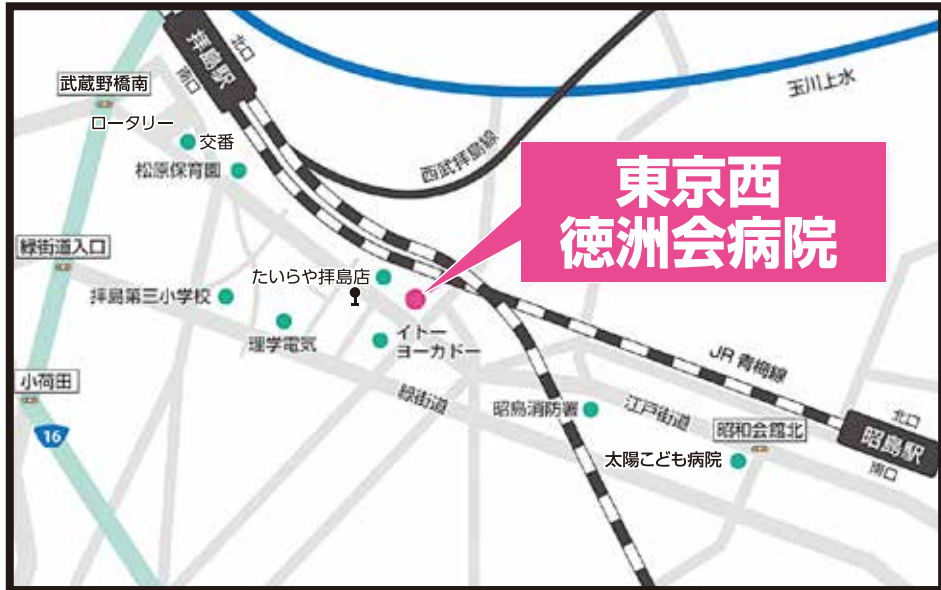 拝島駅
北口
南口
武蔵野橋南
ロータリー
交番
松原保育園
玉川上水
西武拝島線
東京西
徳洲会病院
緑街道入口
たいらや拝島店
拝島第三小学校
理学電気
イトー
ヨーカドー
JR 青梅線
小荷田
緑街道
昭島消防署
江戸街道
昭和会館北
北口
昭島駅
南口
16
太陽こども病院